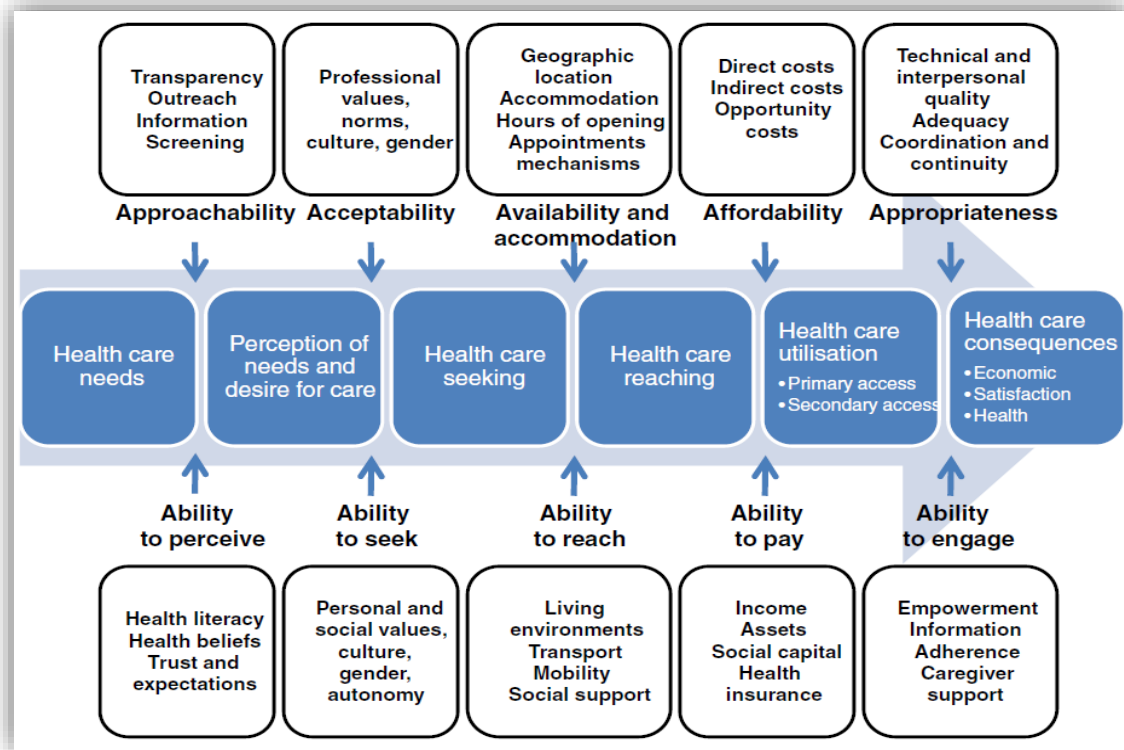 Transparency
Outreach
Information
Screening
Professional
values,
norms,
culture, gender
Geographic
location
Accommodation
Hours of opening
Appointments
mechanisms
Direct costs
Indirect costs
Opportunity
costs
Technical and
interpersonal
quality
Adequacy
Coordination and
continuity
Approachability
Acceptability
Availability and
accommodation
Affordability
Appropriateness
Health care
needs
Perception of
needs and
desire for care
Health care
seeking
Health care
reaching
Health care
utilisation
•Primary access
•Secondary access
Health care
consequences
•Economic
•Satisfaction
•Health
Ability
to perceive
Ability
to seek
Ability
to reach
Ability
to pay
Ability
to engage
Health literacy
Health beliefs
Trust and
expectations
Personal and
social values,
culture,
gender,
autonomy
Living
environments
Transport
Mobility
Social support
Income
Assets
Social capital
Health
insurance
Empowerment
Information
Adherence
Caregiver
support